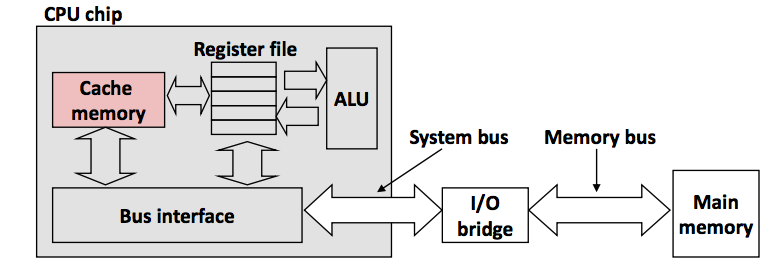 CPU chip
Register file
Cache
memory
ALU
System bus
Memory bus
Bus interface
I/O
bridge
Main
memory